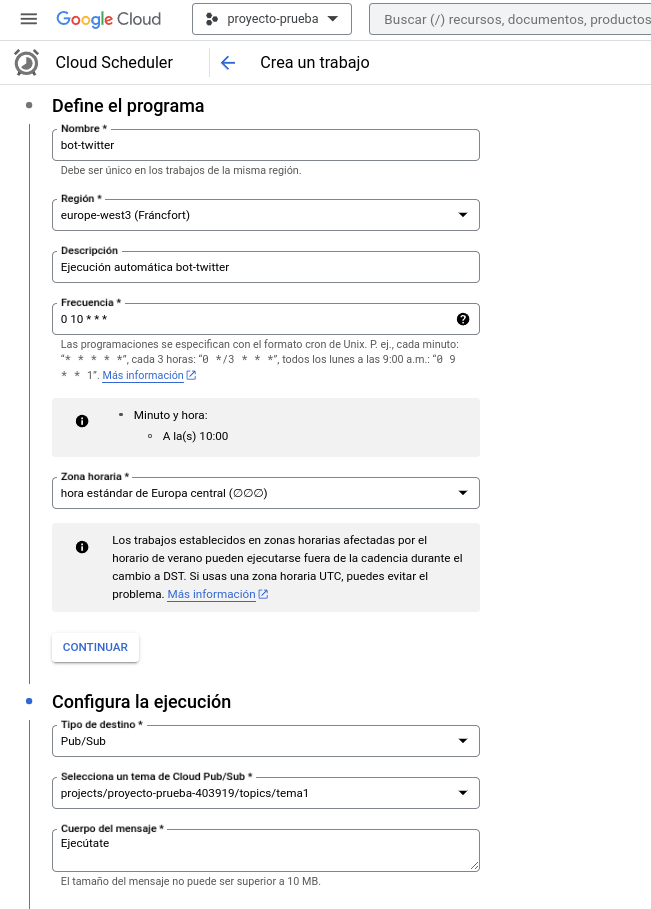 Google Cloud
proyecto-prueba
Buscar (/) recursos, documentos, productos
Cloud Scheduler
Crea un trabajo
Define el programa
Nombre *
bot-twitter
Debe ser único en los trabajos de la misma región.
Región *
europe-west3 (Fráncfort)
Descripción
Ejecución automática bot-twitter
Frecuencia *
0 10 * * *
Las programaciones se especifican con el formato cron de Unix. P. ej., cada minuto:
"* * * * *", cada 3 horas: "0 */3 * * *", todos los lunes a las 9:00 a.m.: "0 9
* * 1". Más información
Minuto y hora:
A la(s) 10:00
Zona horaria *
hora estándar de Europa central (∅∅∅)
Los trabajos establecidos en zonas horarias afectadas por el
horario de verano pueden ejecutarse fuera de la cadencia durante el
cambio a DST. Si usas una zona horaria UTC, puedes evitar el
problema. Más información
CONTINUAR
Configura la ejecución
Tipo de destino *
Pub/Sub
Selecciona un tema de Cloud Pub/Sub *
projects/proyecto-prueba-403919/topics/tema1
Cuerpo del mensaje *
Ejecútate
El tamaño del mensaje no puede ser superior a 10 MB.